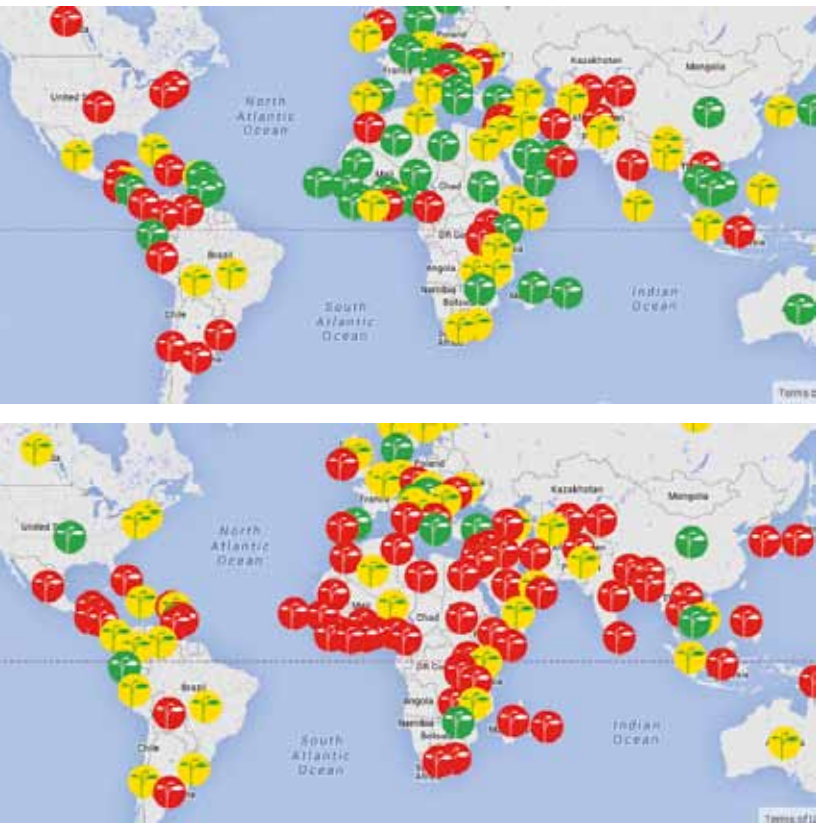 Poland
Kazakhstan
Mongolia
France
United S
North
Atlantic
Ocean
Mali
Chad
DR Co
Brazil
Angola
Namibia
Botsw
South
Atlantic
Ocean
Indian
Ocean
Chile
Terms o
Kazakhstan
Mongolia
France
United S
North
Atlantic
Ocean
Mali
Chad
DR Co
Brazil
Angola
Namibia
Botswa
South
Atlantic
Ocean
Indian
Ocean
Chile
Terms of U